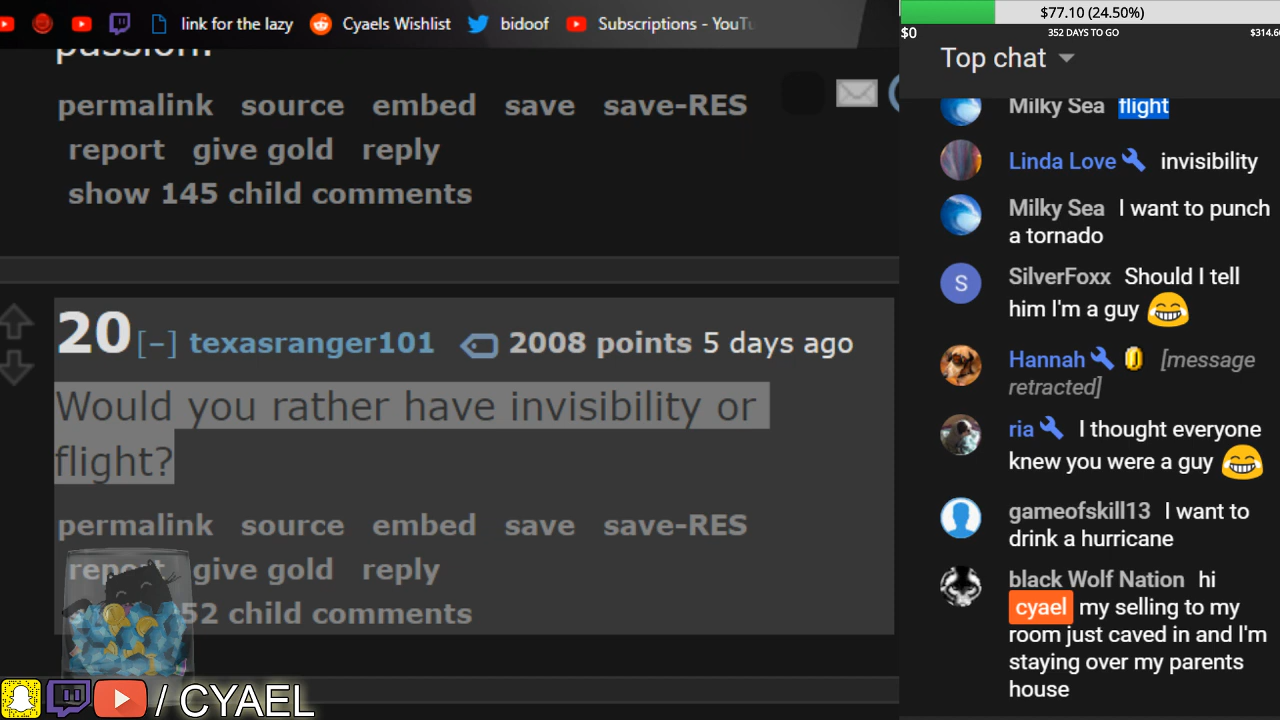 link for the lazy
Cyaels Wishlist
bidoof
Subscriptions - YouTu
passion.
permalink source embed save save-RES
report give gold reply
show 145 child comments
20 [–] texasranger101 2008 points 5 days ago
Would you rather have invisibility or
flight?
permalink source embed save save-RES
report give gold reply
52 child comments
/ CYAEL
$77.10 (24.50%)
$0
352 DAYS TO GO
$314.6
Top chat
Milky Sea flight
Linda Love invisibility
Milky Sea I want to punch
a tornado
S
SilverFoxx Should I tell
him I'm a guy 😂
Hannah [message
retracted]
ria I thought everyone
knew you were a guy 😂
gameofskill13 I want to
drink a hurricane
black Wolf Nation hi
cyael my selling to my
room just caved in and I'm
staying over my parents
house